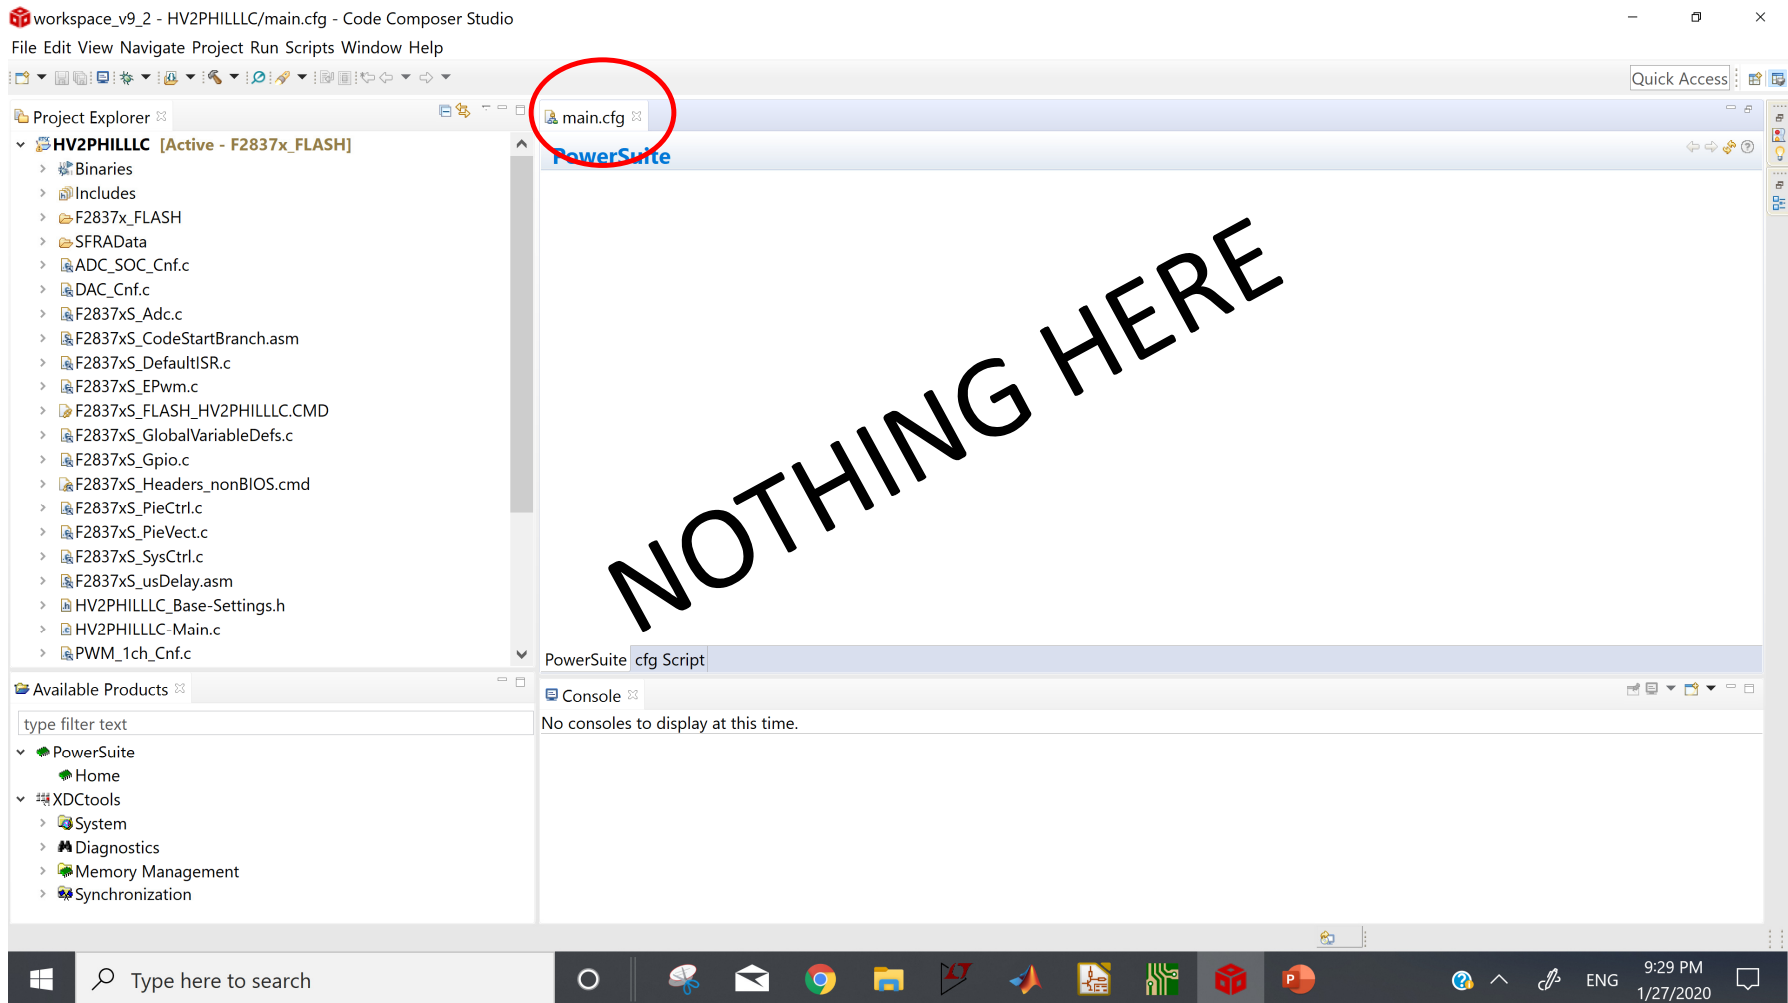 workspace_v9_2 - HV2PHILLLC/main.cfg - Code Composer Studio
File Edit View Navigate Project Run Scripts Window Help
Quick Access
Project Explorer
main.cfg
HV2PHILLLC [Active - F2837x_FLASH]
PowerSuite
Binaries
Includes
F2837x_FLASH
SFRAData
ADC_SOC_Cnf.c
DAC_Cnf.c
F2837xS_Adc.c
F2837xS_CodeStartBranch.asm
F2837xS_DefaultISR.c
F2837xS_EPwm.c
F2837xS_FLASH_HV2PHILLLC.CMD
F2837xS_GlobalVariableDefs.c
F2837xS_Gpio.c
F2837xS_Headers_nonBIOS.cmd
F2837xS_PieCtrl.c
F2837xS_PieVect.c
F2837xS_SysCtrl.c
F2837xS_usDelay.asm
HV2PHILLLC_Base-Settings.h
HV2PHILLLC-Main.c
PWM_1ch_Cnf.c
NOTHING HERE
PowerSuite cfg Script
Available Products
type filter text
PowerSuite
Home
XDCtools
System
Diagnostics
Memory Management
Synchronization
Console
No consoles to display at this time.
Type here to search
ENG
9:29 PM
1/27/2020